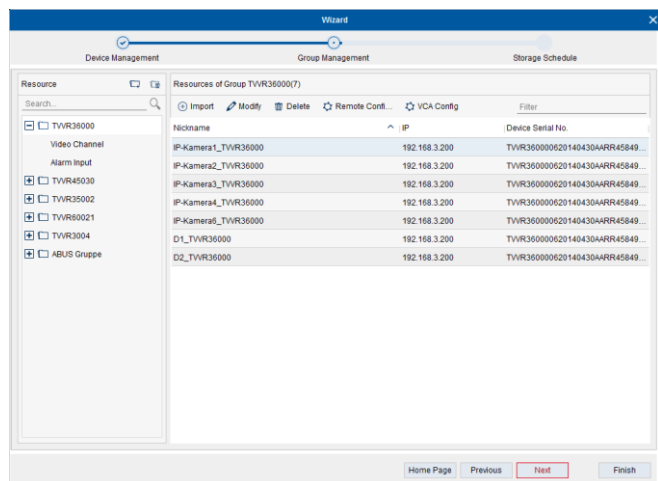 Wizard
Device Management
Group Management
Storage Schedule
Resource
Search...
TVVR36000
Video Channel
Alarm Input
TVVR45030
TVVR35002
TVVR60021
TVVR3004
ABUS Gruppe
Resources of Group TVVR36000(7)
Import Modify Delete Remote Confi... VCA Config Filter
Nickname IP Device Serial No.
IP-Kamera1_TVVR36000 192.168.3.200 TVVR360000620140430AARR45849...
IP-Kamera2_TVVR36000 192.168.3.200 TVVR360000620140430AARR45849...
IP-Kamera3_TVVR36000 192.168.3.200 TVVR360000620140430AARR45849...
IP-Kamera4_TVVR36000 192.168.3.200 TVVR360000620140430AARR45849...
IP-Kamera6_TVVR36000 192.168.3.200 TVVR360000620140430AARR45849...
D1_TVVR36000 192.168.3.200 TVVR360000620140430AARR45849...
D2_TVVR36000 192.168.3.200 TVVR360000620140430AARR45849...
Home Page Previous Next Finish